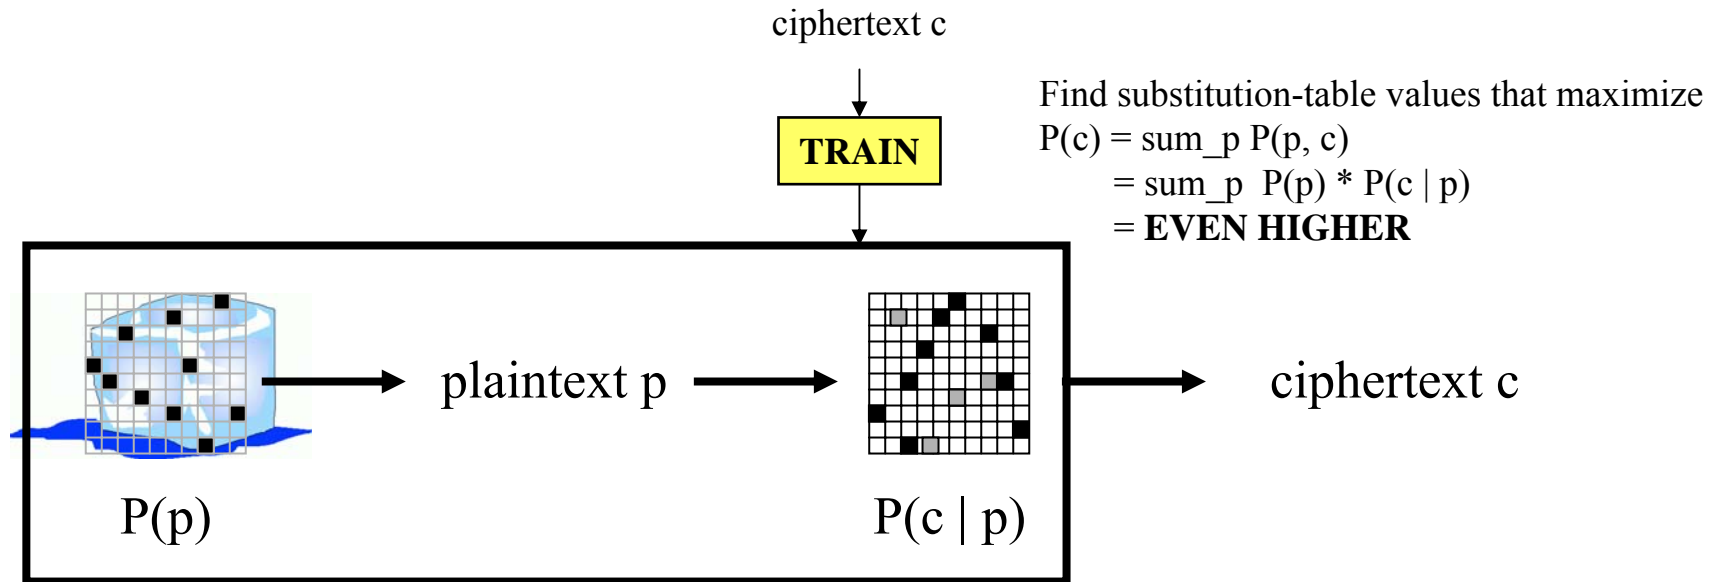 ciphertext c
Find substitution-table values that maximize
P(c) = sum_p P(p, c)
TRAIN
= sum_p P(p) * P(c | p)
= EVEN HIGHER
plaintext p
ciphertext c
P(p)
P(c | p)